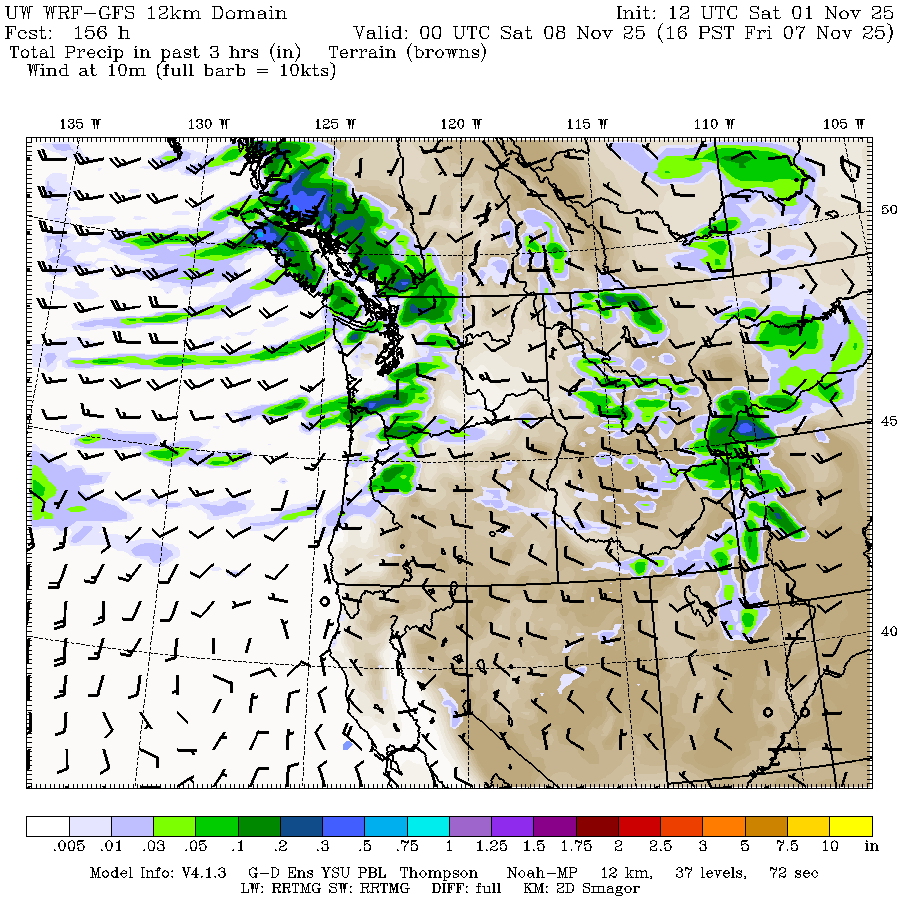 UW WRF-GFS 12km Domain Init: 12 UTC Sat 01 Nov 25
Fcst: 156 h Valid: 00 UTC Sat 08 Nov 25 (16 PST Fri 07 Nov 25)
Total Precip in past 3 hrs (in) Terrain (browns)
Wind at 10m (full barb = 10kts)
135 W 130 W 125 W 120 W 115 W 110 W 105 W
50
45
40
.005 .01 .03 .05 .1 .2 .3 .5 .75 1 1.25 1.5 1.75 2 2.5 3 5 7.5 10 in
Model Info: V4.1.3 G-D Ens YSU PBL Thompson Noah-MP 12 km, 37 levels, 72 sec
LW: RRTMG SW: RRTMG DIFF: full KM: 2D Smagor